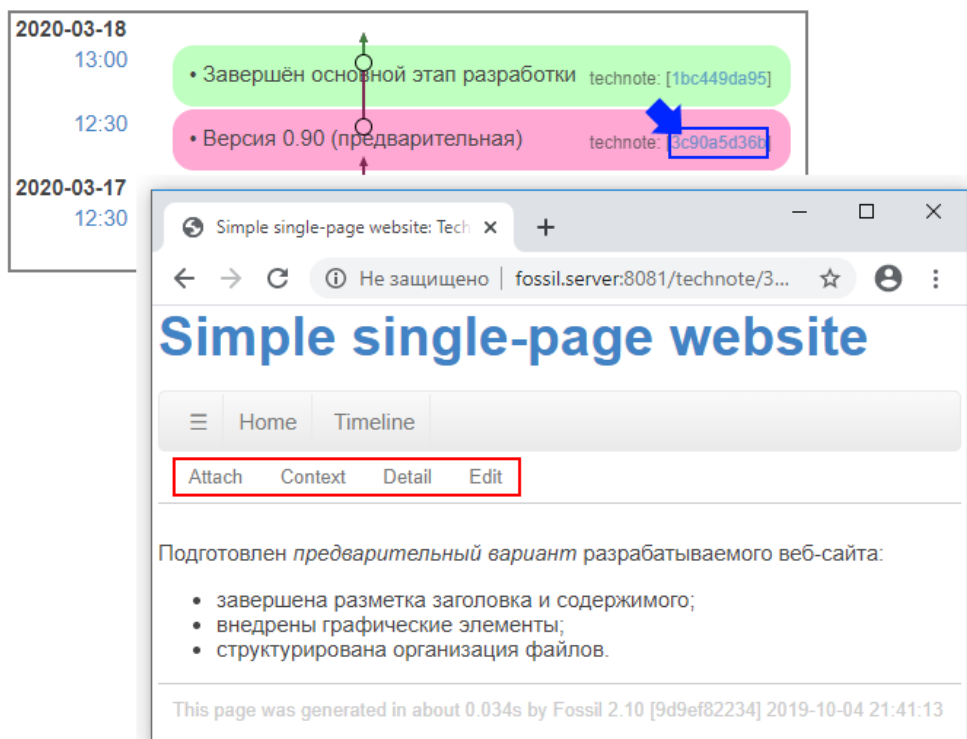 2020-03-18
13:00
• Завершён основной этап разработки technote: [1bc449da95]
12:30
• Версия 0.90 (предварительная) technote: [3c90a5d36b]
2020-03-17
12:30
Simple single-page website: Tech
Не защищено | fossil.server:8081/technote/3...
Simple single-page website
☰ Home Timeline
Attach Context Detail Edit
Подготовлен предварительный вариант разрабатываемого веб-сайта:
• завершена разметка заголовка и содержимого;
• внедрены графические элементы;
• структурирована организация файлов.
This page was generated in about 0.034s by Fossil 2.10 [9d9ef82234] 2019-10-04 21:41:13